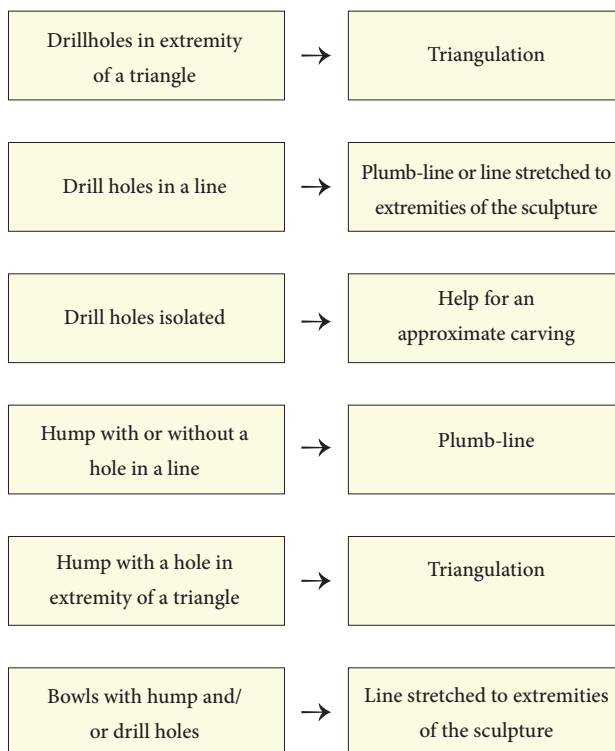 Drillholes in extremity
of a triangle
→
Triangulation
Drill holes in a line
→
Plumb-line or line stretched to
extremities of the sculpture
Drill holes isolated
→
Help for an
approximate carving
Hump with or without a
hole in a line
→
Plumb-line
Hump with a hole in
extremity of a triangle
→
Triangulation
Bowls with hump and/
or drill holes
→
Line stretched to extremities
of the sculpture